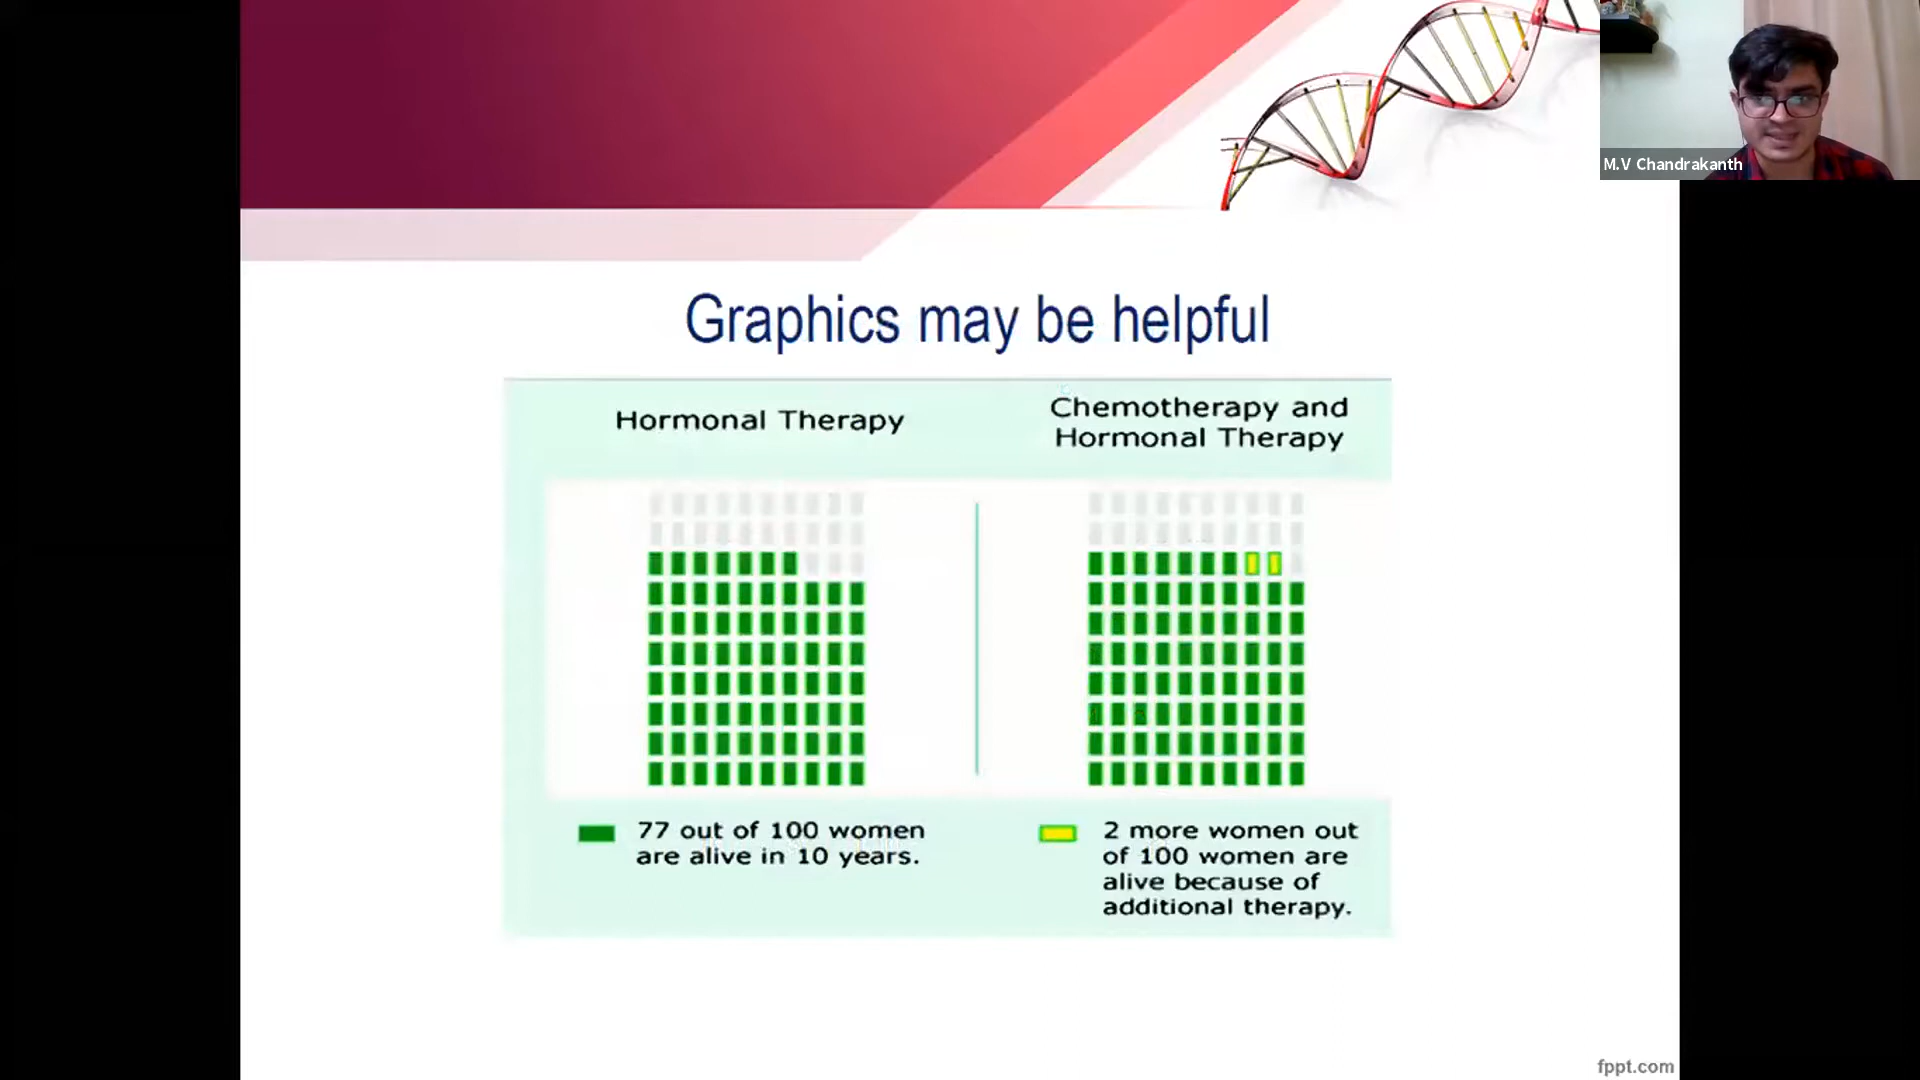 M.V Chandrakanth
Graphics may be helpful
Hormonal Therapy
Chemotherapy and
Hormonal Therapy
77 out of 100 women
are alive in 10 years.
2 more women out
of 100 women are
alive because of
additional therapy.
fppt.com